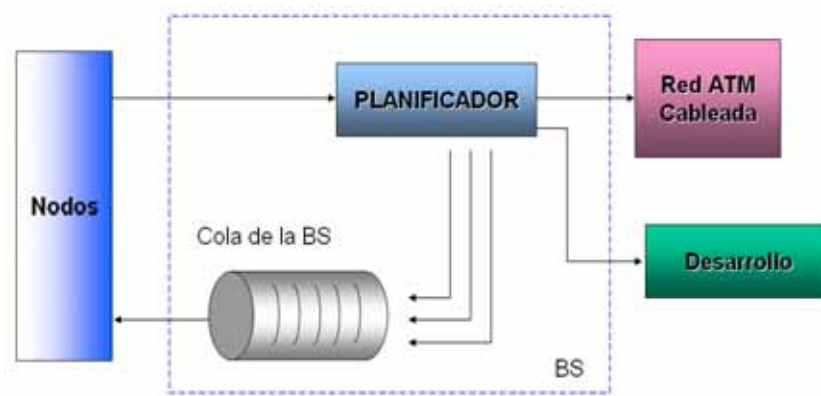 PLANIFICADOR
Red ATM
Cableada
Nodos
Cola de la BS
Desarrollo
BS